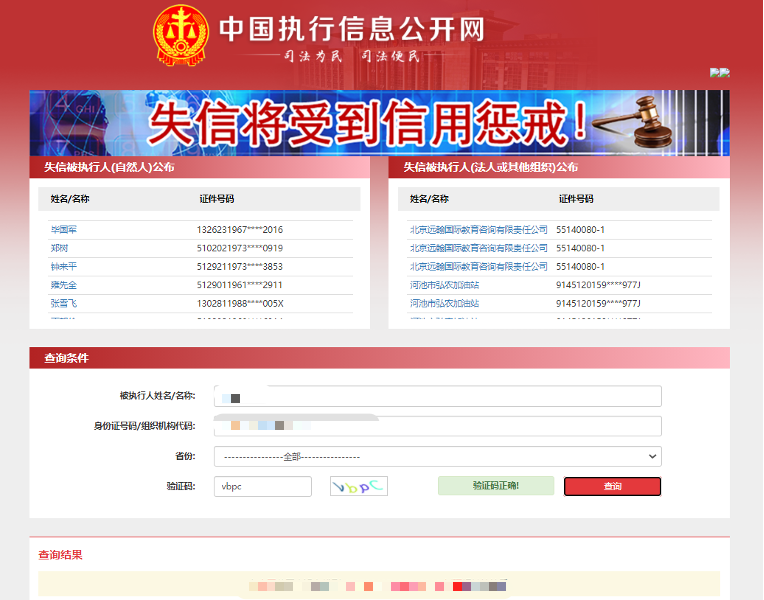 中国执行信息公开网
司法为民 司法便民
失信将受到信用惩戒!
失信被执行人(自然人)公布
姓名/名称 证件号码
毕国军 1326231967****2016
郑树 5102021973****0919
钟来平 5129211973****3853
雍先全 5129011961****2911
张雪飞 1302811988****005X
失信被执行人(法人或其他组织)公布
姓名/名称 证件号码
北京远翰国际教育咨询有限责任公司 55140080-1
北京远翰国际教育咨询有限责任公司 55140080-1
北京远翰国际教育咨询有限责任公司 55140080-1
河池市弘农加油站 9145120159****977J
河池市弘农加油站 9145120159****977J
查询条件
被执行人姓名/名称:
身份证号码/组织机构代码:
省份: ----------------全部----------------
验证码: vbpc vbpc 验证码正确! 查询
查询结果